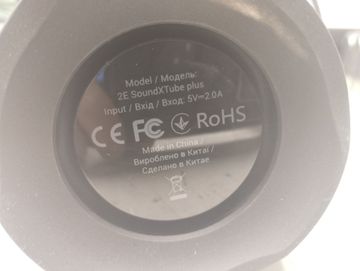 Model / Модель:
2E SoundXTube plus
Input / Вхід / Вход: 5V⎓2.0A
CE FC RoHS
Made in China /
Вироблено в Китаї /
Сделано в Китае